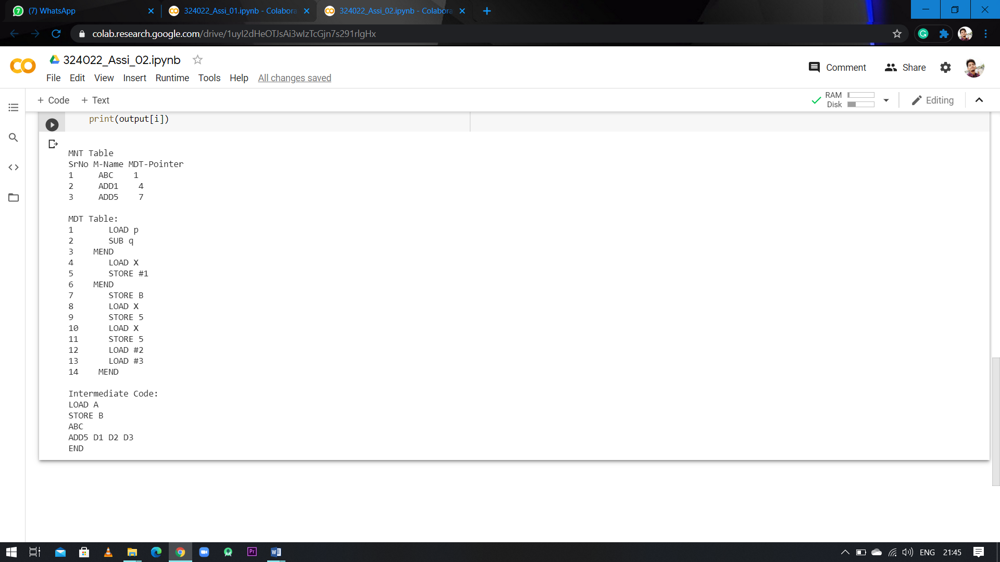 7 (7) WhatsApp
324022_Assi_01.ipynb - Colabora
324022_Assi_02.ipynb - Colabora
colab.research.google.com/drive/1uyI2dHeOTJsAi3wIzTcGjn7s291rlgHx
324022_Assi_02.ipynb
File Edit View Insert Runtime Tools Help All changes saved
Comment Share
+ Code + Text
RAM
Disk
Editing
print(output[i])
MNT Table
SrNo M-Name MDT-Pointer
1 ABC 1
2 ADD1 4
3 ADD5 7
MDT Table:
1 LOAD p
2 SUB q
3 MEND
4 LOAD X
5 STORE #1
6 MEND
7 STORE B
8 LOAD X
9 STORE 5
10 LOAD X
11 STORE 5
12 LOAD #2
13 LOAD #3
14 MEND
Intermediate Code:
LOAD A
STORE B
ABC
ADD5 D1 D2 D3
END
Pr
ENG 21:45